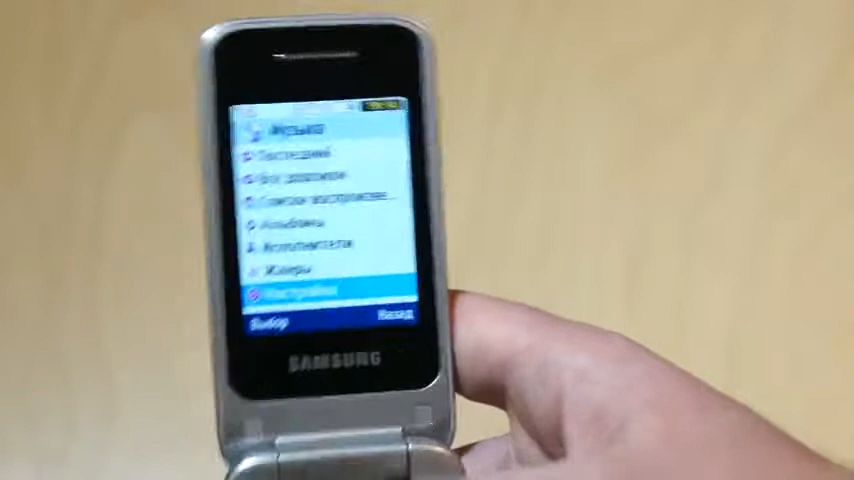 Музыка
Последний
Все дорожки
Списки воспроизве...
Альбомы
Исполнители
Жанры
Настройки
Выбор Назад
SAMSUNG